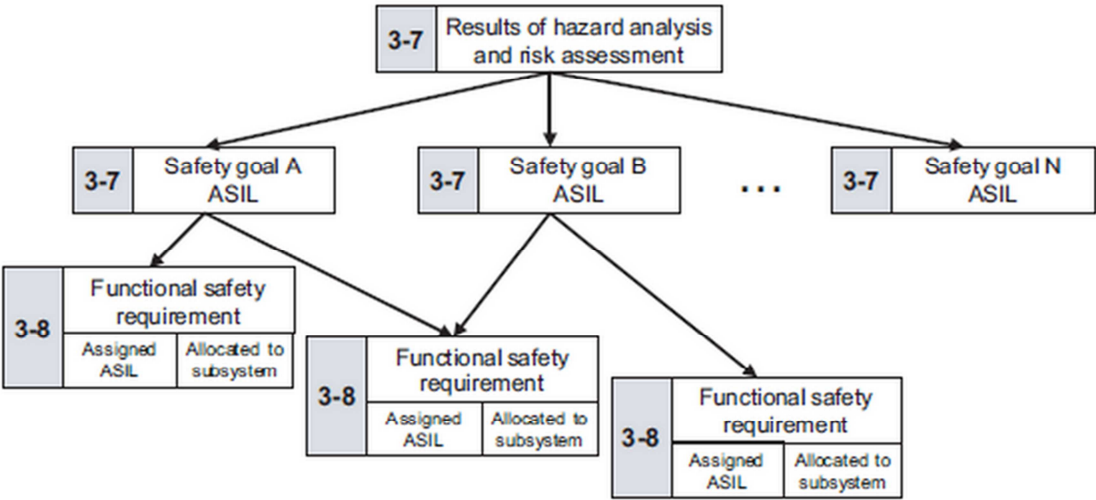 3-7
Results of hazard analysis
and risk assessment
3-7
Safety goal A
ASIL
3-7
Safety goal B
ASIL
...
3-7
Safety goal N
ASIL
3-8
Functional safety
requirement
Assigned
ASIL
Allocated to
subsystem
3-8
Functional safety
requirement
Assigned
ASIL
Allocated to
subsystem
3-8
Functional safety
requirement
Assigned
ASIL
Allocated to
subsystem